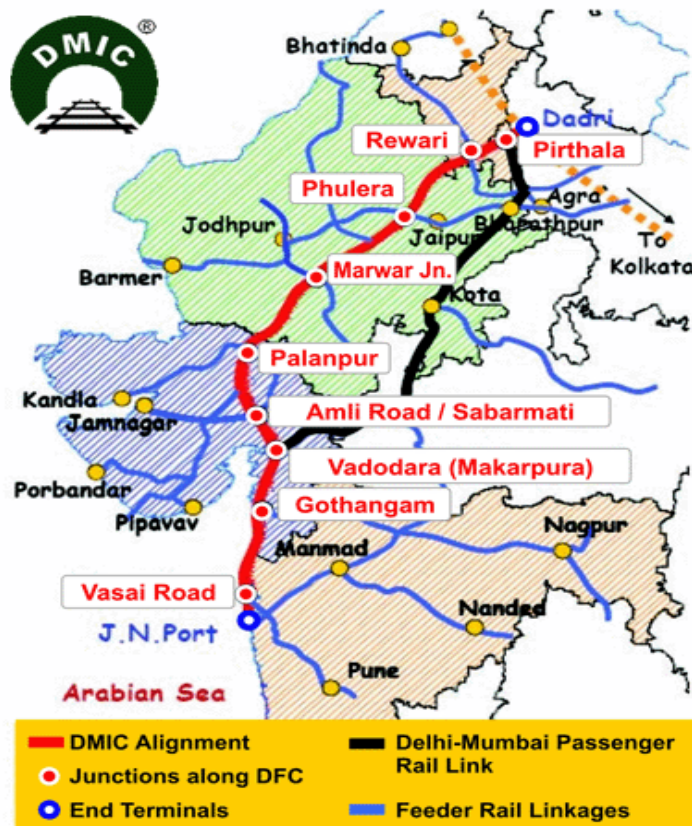 DMIC®
Bhatinda
Dadri
Rewari
Pirthala
Phulera
Agra
Jodhpur
Jaipur
Bharathpur
To
Kolkata
Barmer
Marwar Jn.
Kota
Palanpur
Kandla
Jamnagar
Amli Road / Sabarmati
Porbandar
Vadodara (Makarpura)
Pipavav
Gothangam
Nagpur
Manmad
Vasai Road
Nanded
J.N.Port
Pune
Arabian Sea
DMIC Alignment
Delhi-Mumbai Passenger
Rail Link
Junctions along DFC
End Terminals
Feeder Rail Linkages